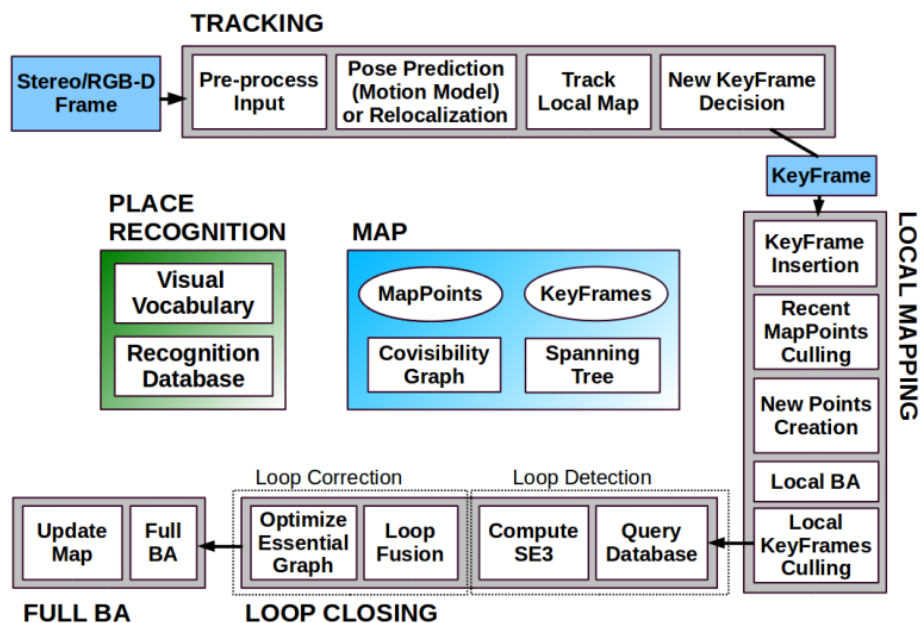 TRACKING
Stereo/RGB-D
Frame
Pre-process
Input
Pose Prediction
(Motion Model)
or Relocalization
Track
Local Map
New KeyFrame
Decision
KeyFrame
PLACE
RECOGNITION
Visual
Vocabulary
Recognition
Database
MAP
MapPoints
KeyFrames
Covisibility
Graph
Spanning
Tree
LOCAL MAPPING
KeyFrame
Insertion
Recent
MapPoints
Culling
New Points
Creation
Local BA
Local
KeyFrames
Culling
Loop Correction
Loop Detection
Optimize
Essential
Graph
Loop
Fusion
Compute
SE3
Query
Database
Update
Map
Full
BA
FULL BA
LOOP CLOSING